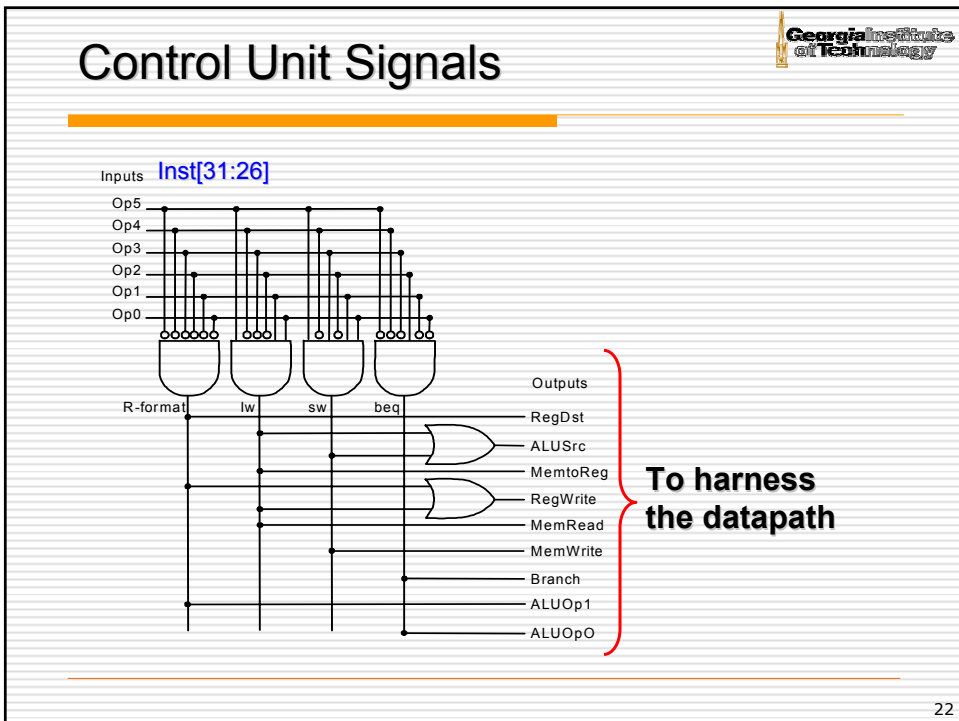 Control Unit Signals
Georgia Institute
of Technology
Inputs Inst[31:26]
Op5
Op4
Op3
Op2
Op1
Op0
R-format lw sw beq
Outputs
RegDst
ALUSrc
MemtoReg
RegWrite
MemRead
MemWrite
Branch
ALUOp1
ALUOpO
To harness
the datapath
22